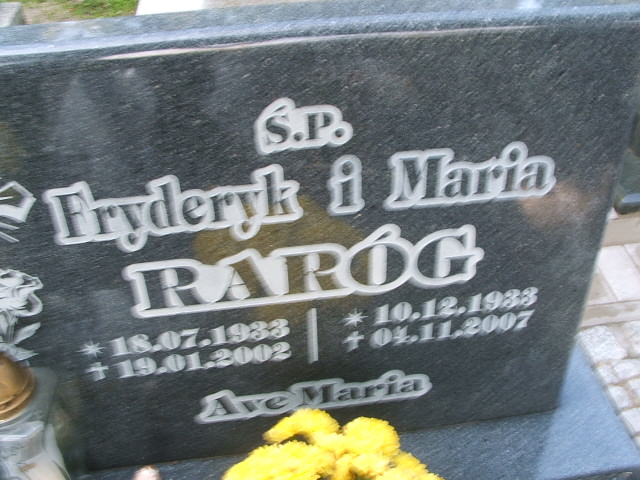 Ś.P.
Fryderyk i Maria
RARÓG
* 18.07.1933 | * 10.12.1933
† 19.01.2002 | † 04.11.2007
Ave Maria